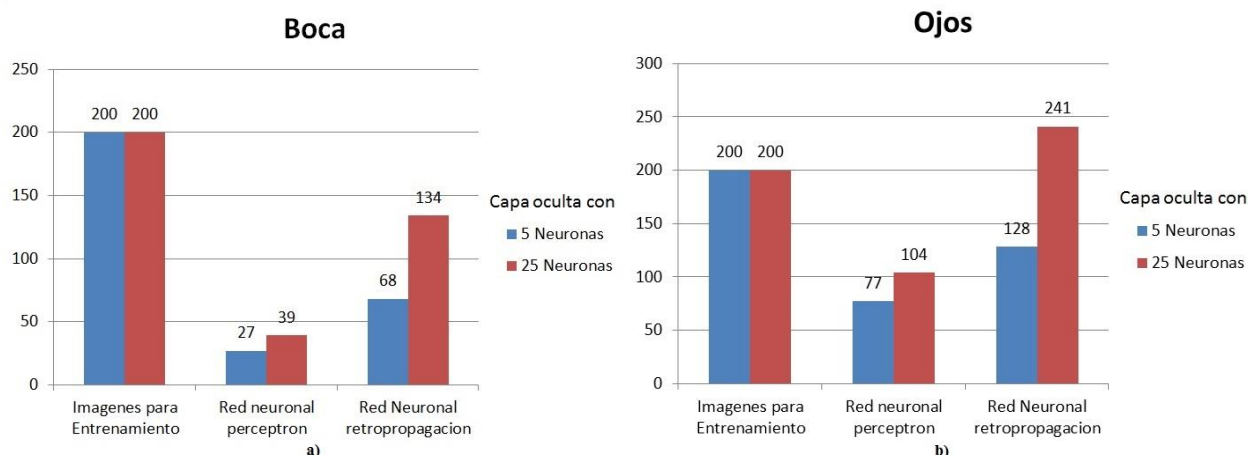 Boca
250
200
150
100
50
0
200 200
27
39
68
134
Imagenes para
Entrenamiento
Red neuronal
perceptron
Red Neuronal
retropropagacion
Capa oculta con
5 Neuronas
25 Neuronas
a)
Ojos
300
250
200
150
100
50
0
200 200
77
104
128
241
Imagenes para
Entrenamiento
Red neuronal
perceptron
Red Neuronal
retropropagacion
Capa oculta con
5 Neuronas
25 Neuronas
b)